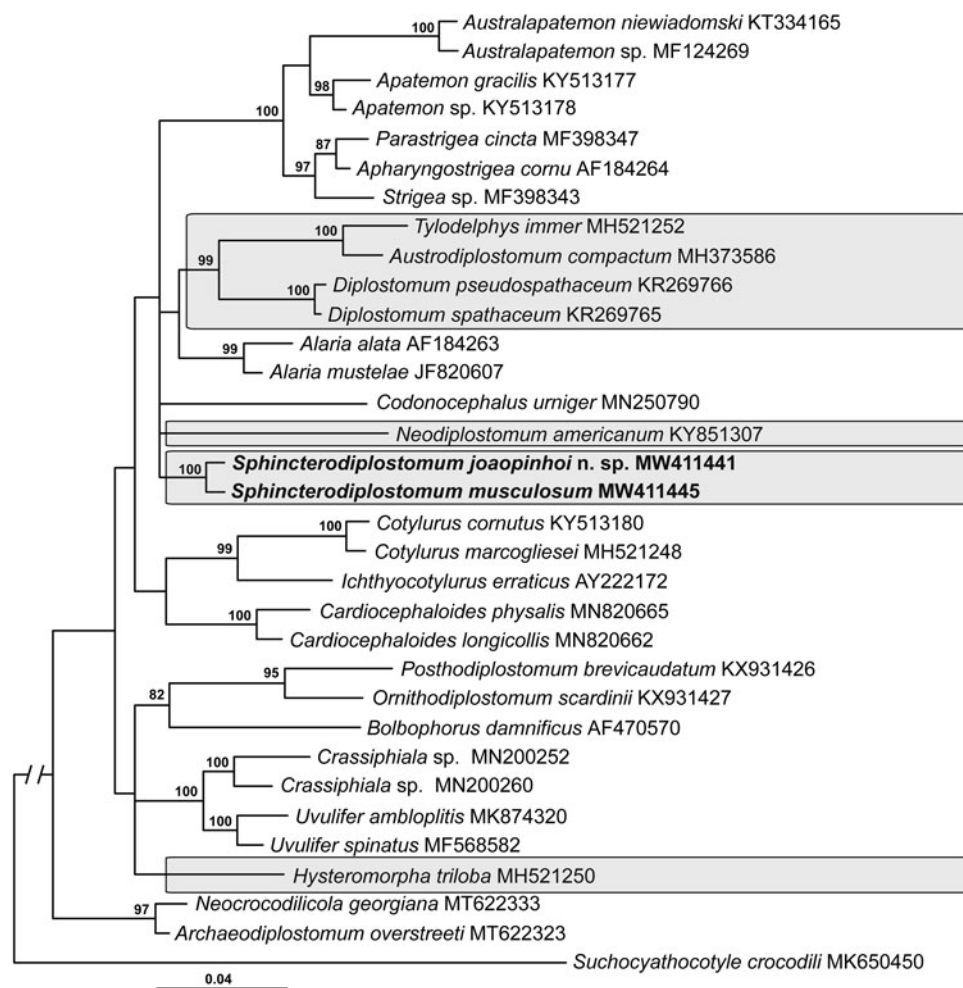 100
Australapatemon niewiadomski KT334165
Australapatemon sp. MF124269
98
Apatemon gracilis KY513177
Apatemon sp. KY513178
100
87
Parastrigea cincta MF398347
97
Apharyngostrigea cornu AF184264
Strigea sp. MF398343
100
Tylodelphys immer MH521252
99
Austrodiplostomum compactum MH373586
100
Diplostomum pseudospathaceum KR269766
Diplostomum spathaceum KR269765
99
Alaria alata AF184263
Alaria mustelae JF820607
Codonocephalus urniger MN250790
Neodiplostomum americanum KY851307
100
Sphincterodiplostomum joaopinhoi n. sp. MW411441
Sphincterodiplostomum musculosum MW411445
100
Cotylurus cornutus KY513180
99
Cotylurus marcogliesei MH521248
Ichthyocotylurus erraticus AY222172
100
Cardiocephaloides physalis MN820665
Cardiocephaloides longicollis MN820662
95
Posthodiplostomum brevicaudatum KX931426
82
Ornithodiplostomum scardinii KX931427
Bolbophorus damnificus AF470570
100
Crassiphiala sp. MN200252
Crassiphiala sp. MN200260
100
100
Uvulifer ambloplitis MK874320
Uvulifer spinatus MF568582
Hysteromorpha triloba MH521250
97
Neocrocodilicola georgiana MT622333
Archaeodiplostomum overstreeti MT622323
Suchocyathocotyle crocodili MK650450
0.04